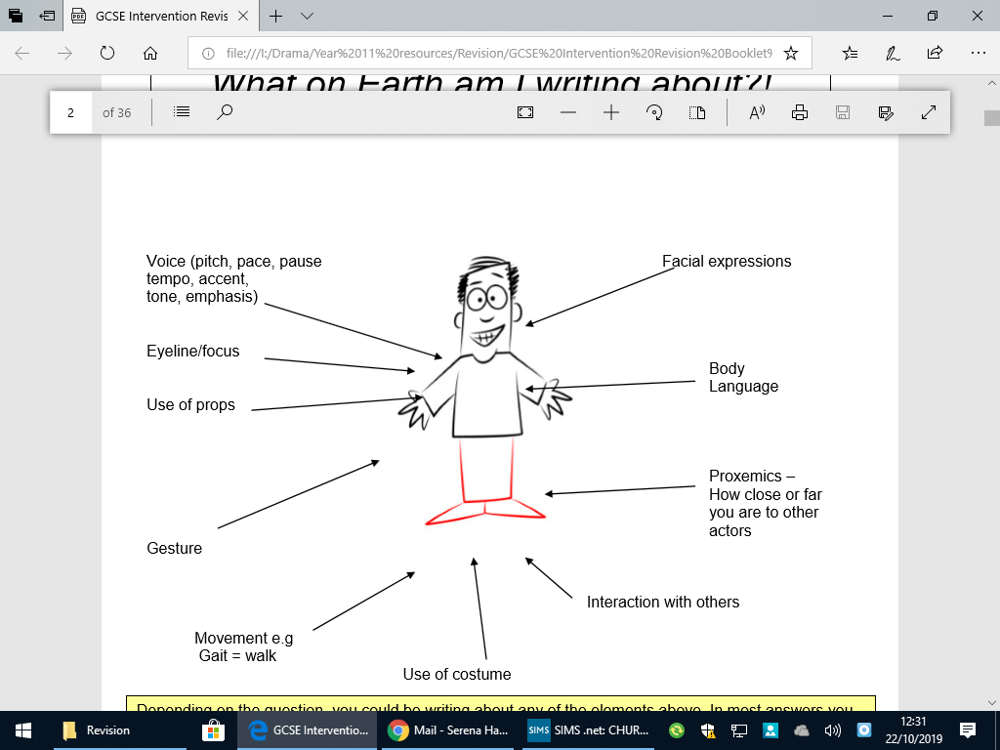 GCSE Intervention Revis
file:///I:/Drama/Year%2011%20resources/Revision/GCSE%20Intervention%20Revision%20Booklet%
What on Earth am I writing about?!
2 of 36
Voice (pitch, pace, pause
tempo, accent,
tone, emphasis)
Facial expressions
Eyeline/focus
Body
Language
Use of props
Proxemics –
How close or far
you are to other
actors
Gesture
Interaction with others
Movement e.g
Gait = walk
Use of costume
Depending on the question, you could be writing about any of the elements above. In most answers you
Revision
GCSE Interventio...
Mail - Serena Ha...
SIMS
SIMS .net: CHUR...
12:31
22/10/2019